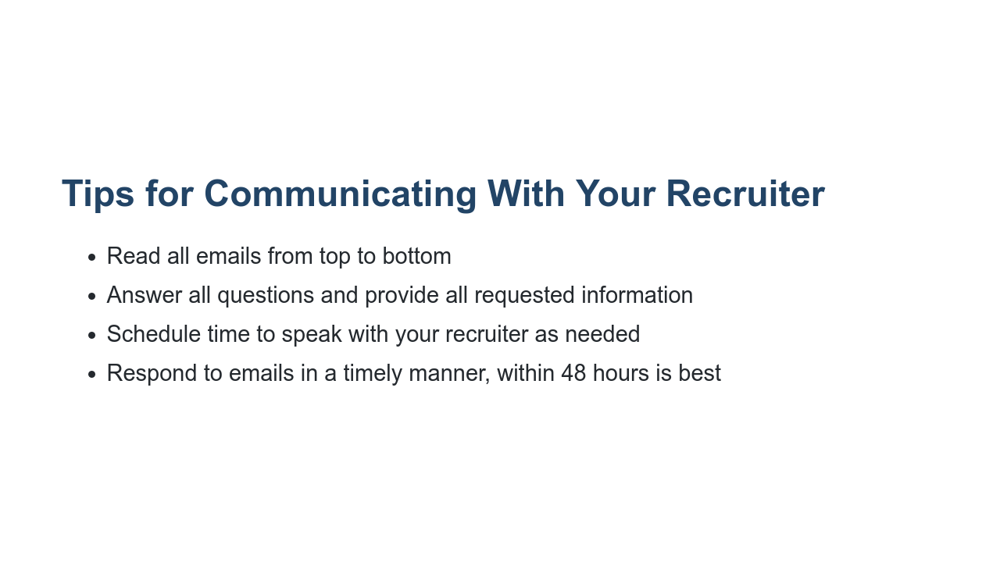 Tips for Communicating With Your Recruiter
• Read all emails from top to bottom
• Answer all questions and provide all requested information
• Schedule time to speak with your recruiter as needed
• Respond to emails in a timely manner, within 48 hours is best